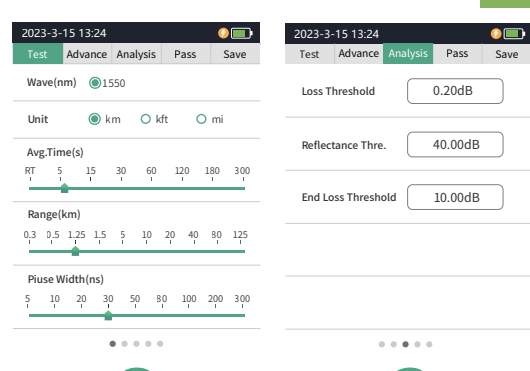 2023-3-15 13:24
Test Advance Analysis Pass Save
Wave(nm) 1550
Unit km kft mi
Avg.Time(s)
RT 5 15 30 60 120 180 300
Range(km)
0.3 0.5 1.25 1.5 5 10 20 40 80 125
Piuse Width(ns)
5 10 20 30 50 80 100 200 300
2023-3-15 13:24
Test Advance Analysis Pass Save
Loss Threshold 0.20dB
Reflectance Thre. 40.00dB
End Loss Threshold 10.00dB